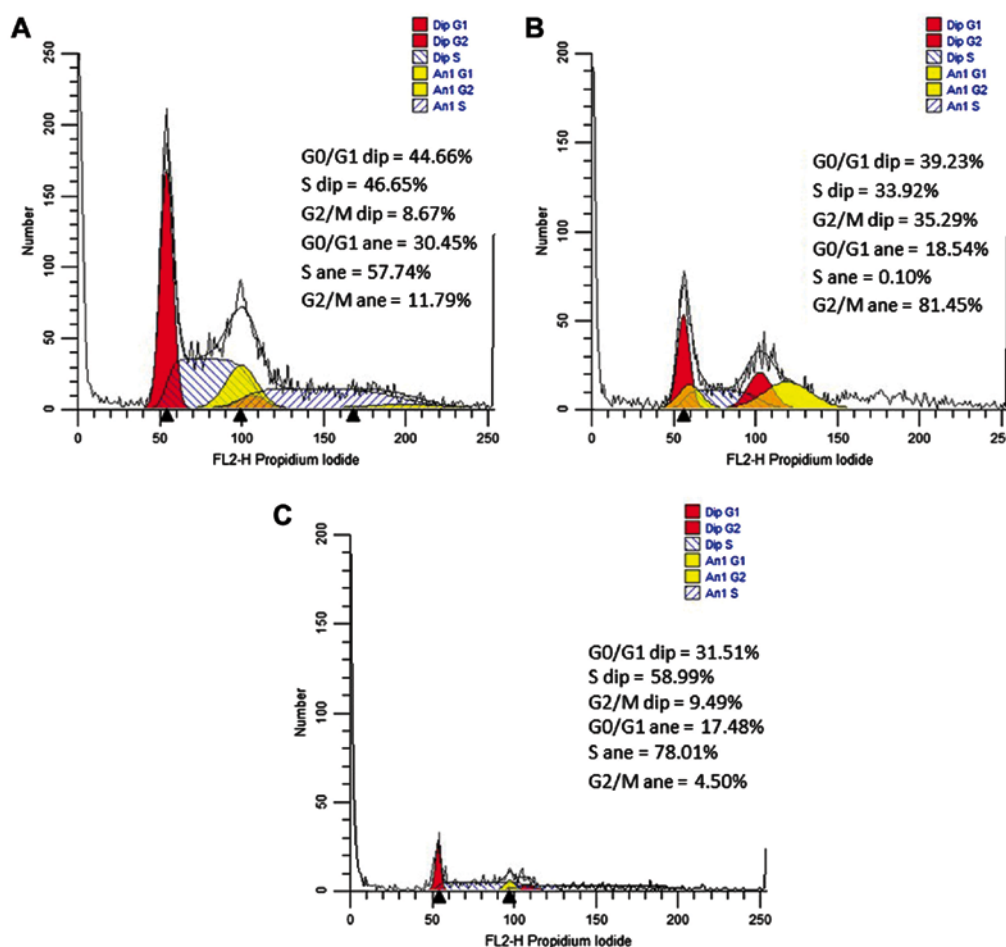 A
Dip G1
Dip G2
Dip S
An1 G1
An1 G2
An1 S
250
200
150
100
50
0
Number
G0/G1 dip = 44.66%
S dip = 46.65%
G2/M dip = 8.67%
G0/G1 ane = 30.45%
S ane = 57.74%
G2/M ane = 11.79%
0 50 100 150 200 250
FL2-H Propidium Iodide
B
Dip G1
Dip G2
Dip S
An1 G1
An1 G2
An1 S
200
150
100
50
0
Number
G0/G1 dip = 39.23%
S dip = 33.92%
G2/M dip = 35.29%
G0/G1 ane = 18.54%
S ane = 0.10%
G2/M ane = 81.45%
0 50 100 150 200 250
FL2-H Propidium Iodide
C
Dip G1
Dip G2
Dip S
An1 G1
An1 G2
An1 S
200
150
100
50
0
Number
G0/G1 dip = 31.51%
S dip = 58.99%
G2/M dip = 9.49%
G0/G1 ane = 17.48%
S ane = 78.01%
G2/M ane = 4.50%
0 50 100 150 200 250
FL2-H Propidium Iodide